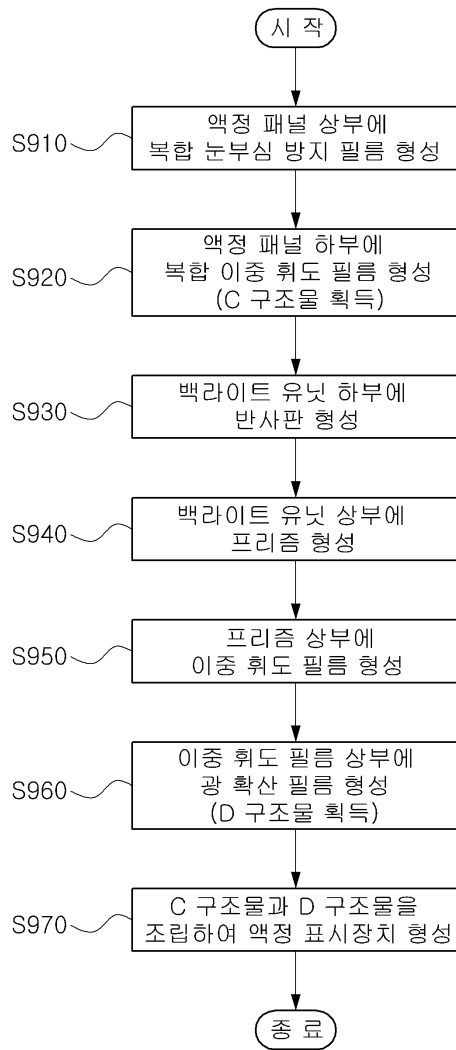 시 작
S910
액정 패널 상부에
복합 눈부심 방지 필름 형성
S920
액정 패널 하부에
복합 이중 휘도 필름 형성
(C 구조물 획득)
S930
백라이트 유닛 하부에
반사판 형성
S940
백라이트 유닛 상부에
프리즘 형성
S950
프리즘 상부에
이중 휘도 필름 형성
S960
이중 휘도 필름 상부에
광 확산 필름 형성
(D 구조물 획득)
S970
C 구조물과 D 구조물을
조립하여 액정 표시장치 형성
종 료